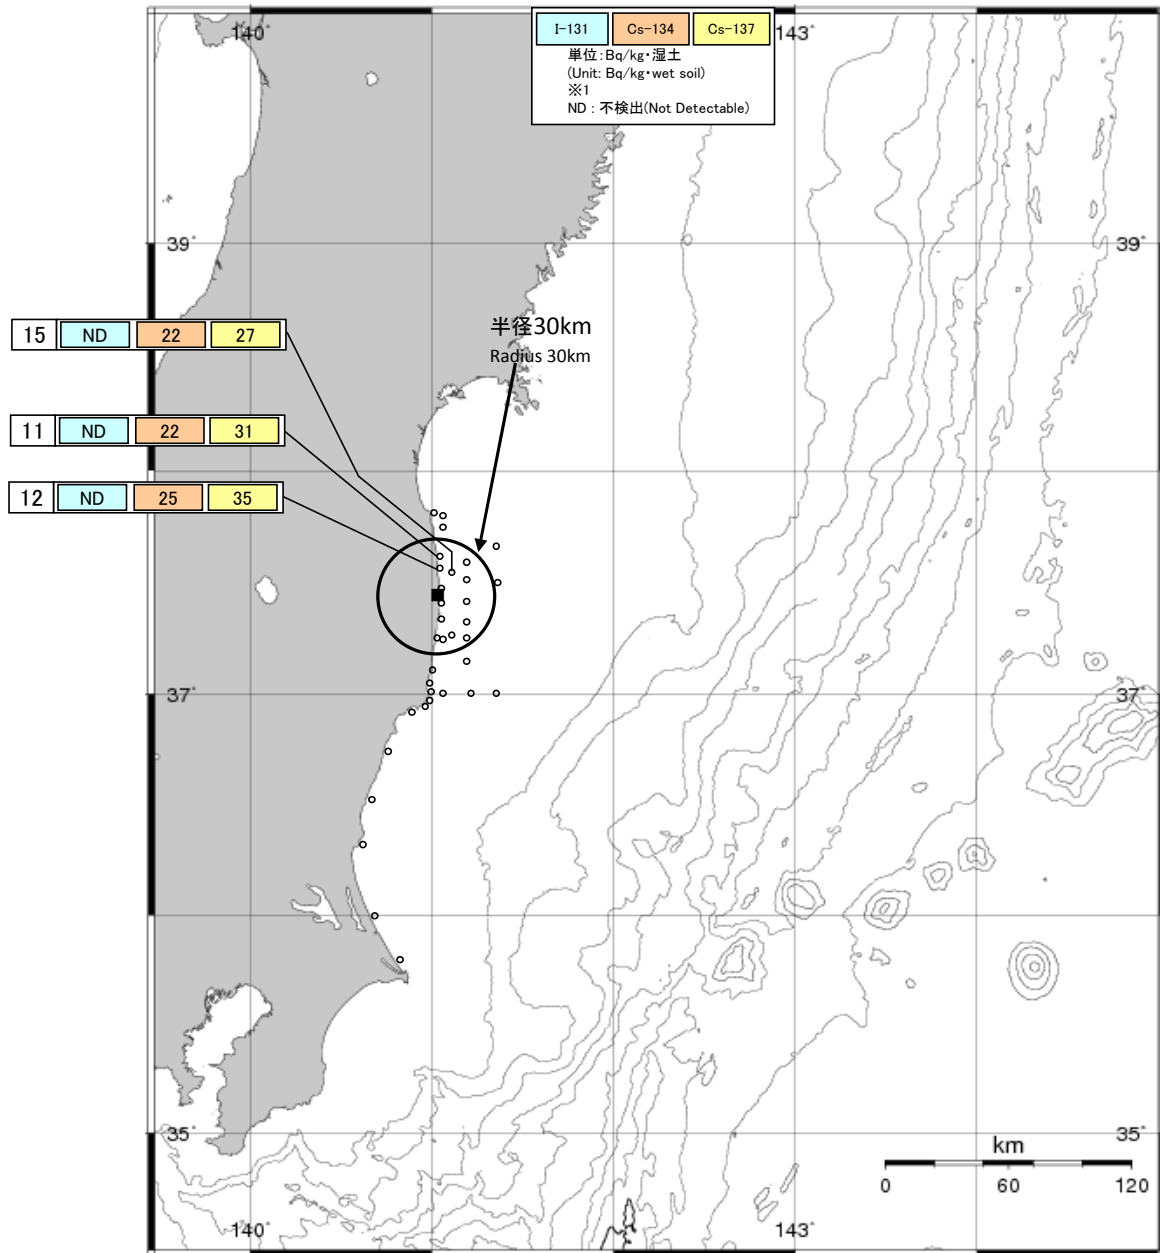 140°
143°
I-131 Cs-134 Cs-137
単位:Bq/kg・湿土
(Unit: Bq/kg・wet soil)
※1
ND : 不検出(Not Detectable)
39°
39°
15 ND 22 27
半径30km
Radius 30km
11 ND 22 31
12 ND 25 35
37°
37°
35°
35°
km
0 60 120
140°
143°